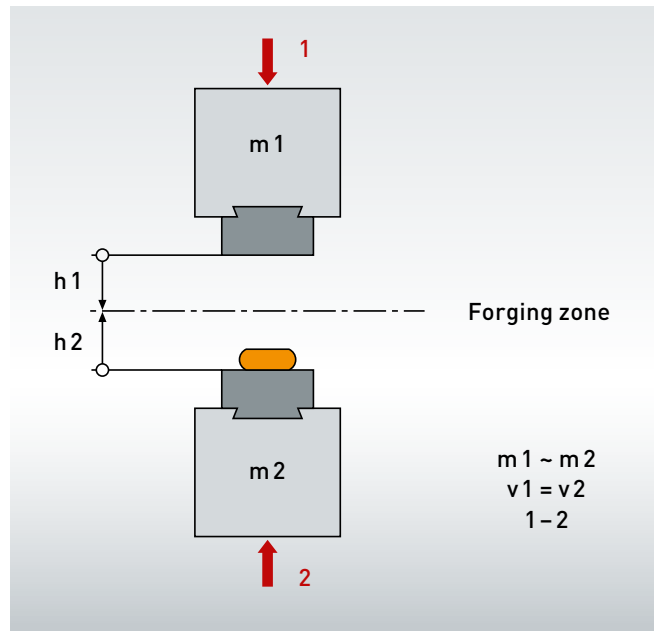 1
m1
h1
Forging zone
h2
m2
m1 ~ m2
v1 = v2
1–2
2